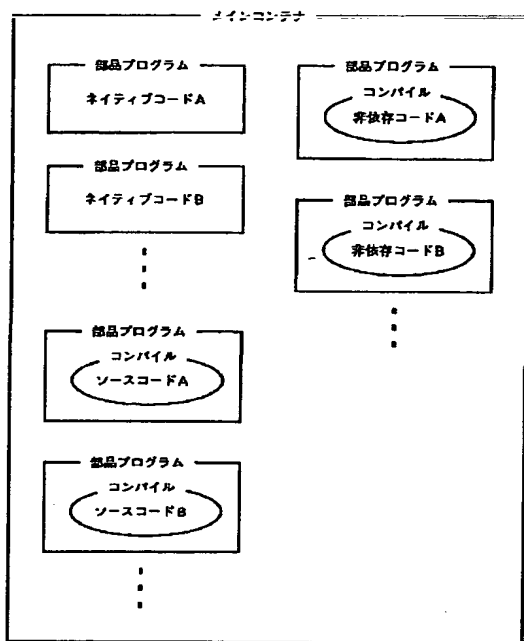 メインコンテナ
部品プログラム
ネイティブコードA
部品プログラム
ネイティブコードB
部品プログラム
コンパイル
ソースコードA
部品プログラム
コンパイル
ソースコードB
部品プログラム
コンパイル
非依存コードA
部品プログラム
コンパイル
非依存コードB